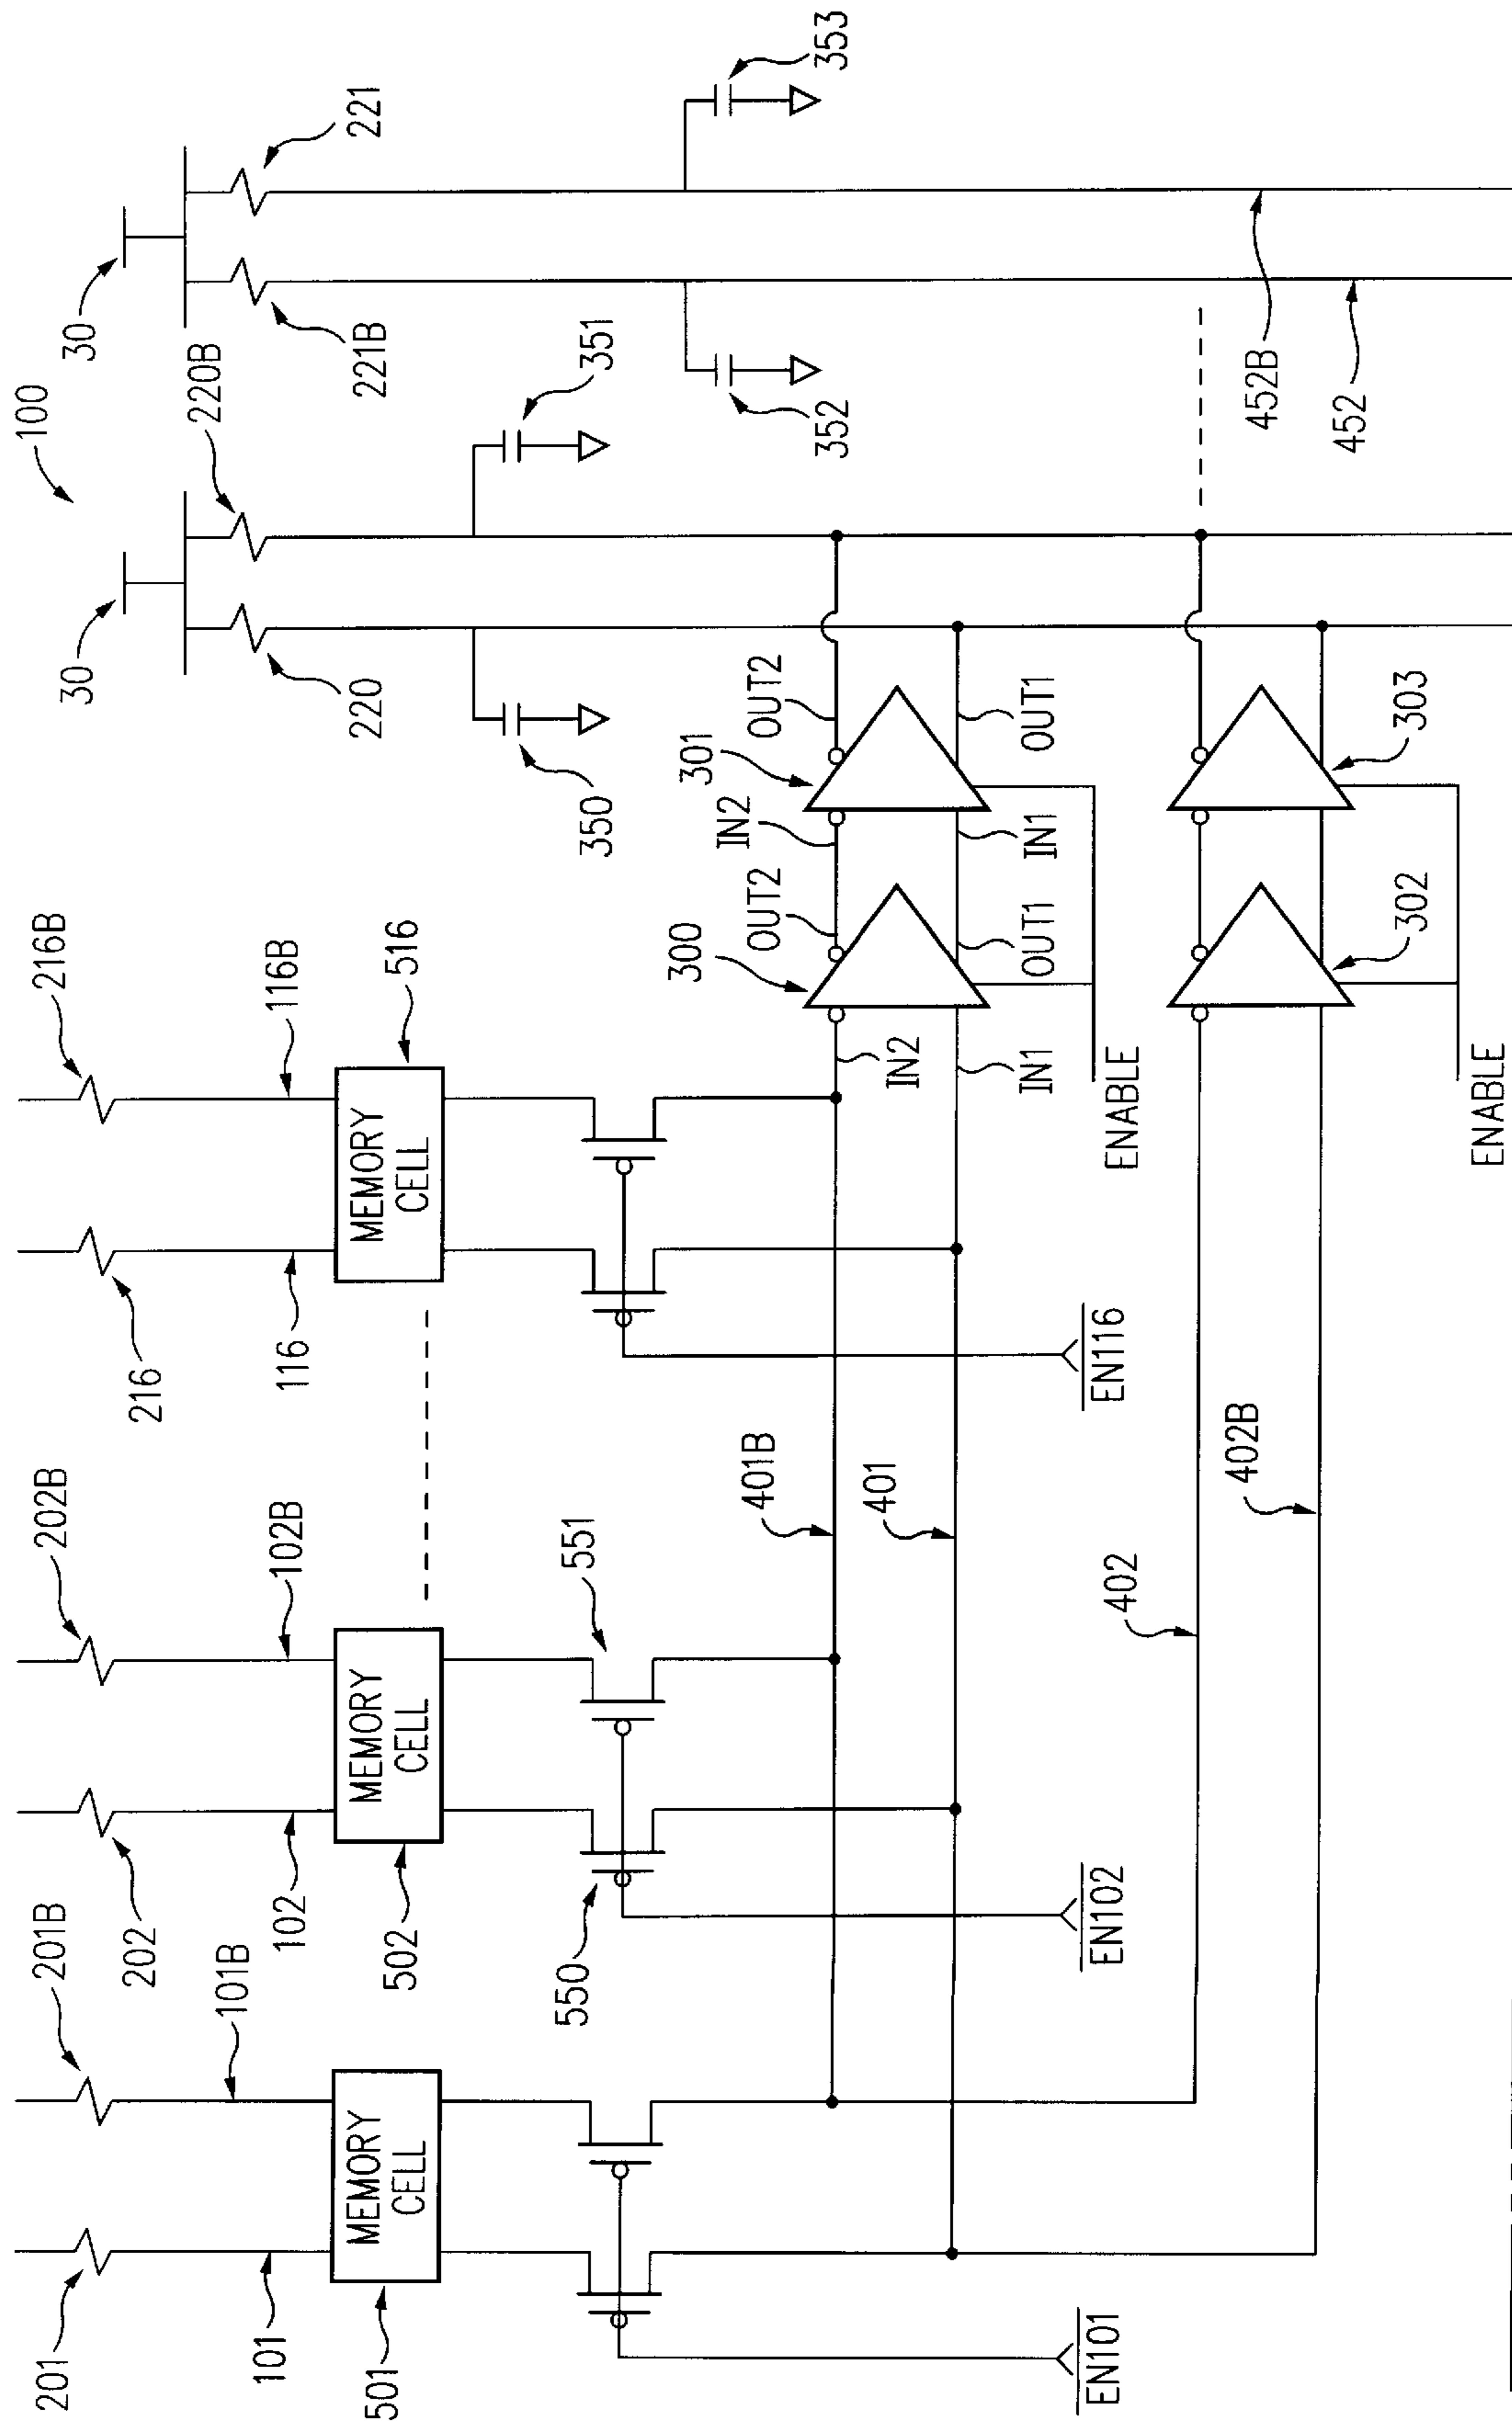 100
30
30
220
220B
221B
221
350
351
352
353
201
201B
202
202B
216
216B
101
101B
102
102B
116
116B
501
MEMORY
CELL
502
MEMORY
CELL
516
MEMORY
CELL
550
551
EN101
EN102
EN116
401B
401
402
402B
300
301
IN2
OUT2
IN2
OUT2
IN1
OUT1
IN1
OUT1
ENABLE
302
303
ENABLE
452B
452